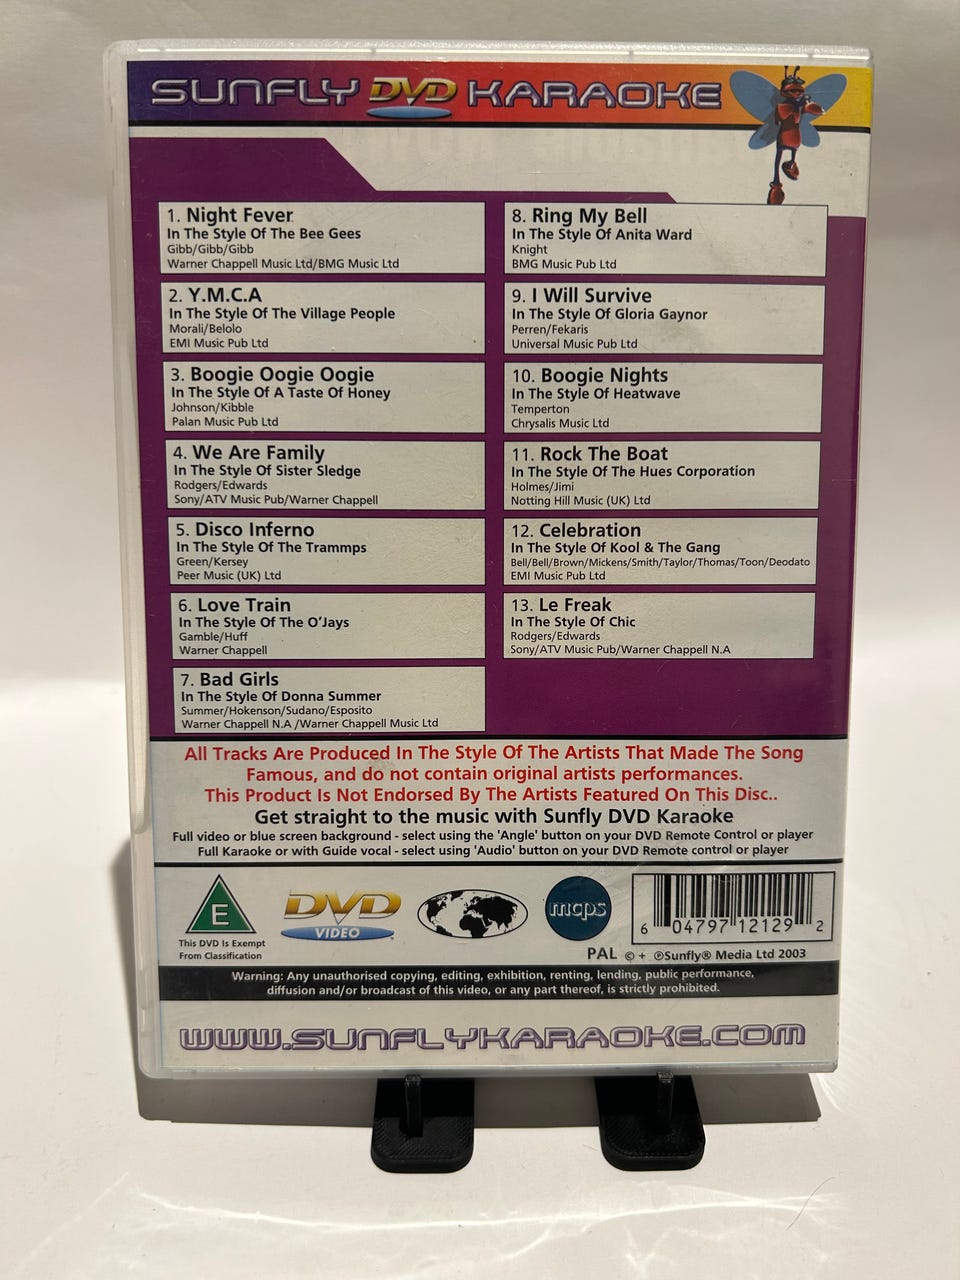 SUNFLY DVD KARAOKE
1. Night Fever
In The Style Of The Bee Gees
Gibb/Gibb/Gibb
Warner Chappell Music Ltd/BMG Music Ltd
2. Y.M.C.A
In The Style Of The Village People
Morali/Belolo
EMI Music Pub Ltd
3. Boogie Oogie Oogie
In The Style Of A Taste Of Honey
Johnson/Kibble
Palan Music Pub Ltd
4. We Are Family
In The Style Of Sister Sledge
Rodgers/Edwards
Sony/ATV Music Pub/Warner Chappell
5. Disco Inferno
In The Style Of The Trammps
Green/Kersey
Peer Music (UK) Ltd
6. Love Train
In The Style Of The O'Jays
Gamble/Huff
Warner Chappell
7. Bad Girls
In The Style Of Donna Summer
Summer/Hokenson/Sudano/Esposito
Warner Chappell N.A /Warner Chappell Music Ltd
8. Ring My Bell
In The Style Of Anita Ward
Knight
BMG Music Pub Ltd
9. I Will Survive
In The Style Of Gloria Gaynor
Perren/Fekaris
Universal Music Pub Ltd
10. Boogie Nights
In The Style Of Heatwave
Temperton
Chrysalis Music Ltd
11. Rock The Boat
In The Style Of The Hues Corporation
Holmes/Jimi
Notting Hill Music (UK) Ltd
12. Celebration
In The Style Of Kool & The Gang
Bell/Bell/Brown/Mickens/Smith/Taylor/Thomas/Toon/Deodato
EMI Music Pub Ltd
13. Le Freak
In The Style Of Chic
Rodgers/Edwards
Sony/ATV Music Pub/Warner Chappell N.A
All Tracks Are Produced In The Style Of The Artists That Made The Song
Famous, and do not contain original artists performances.
This Product Is Not Endorsed By The Artists Featured On This Disc..
Get straight to the music with Sunfly DVD Karaoke
Full video or blue screen background - select using the 'Angle' button on your DVD Remote Control or player
Full Karaoke or with Guide vocal - select using 'Audio' button on your DVD Remote control or player
E
This DVD Is Exempt
From Classification
DVD
VIDEO
mcps
6 04797 12129 2
PAL © + ℗Sunfly® Media Ltd 2003
Warning: Any unauthorised copying, editing, exhibition, renting, lending, public performance,
diffusion and/or broadcast of this video, or any part thereof, is strictly prohibited.
WWW.SUNFLYKARAOKE.COM